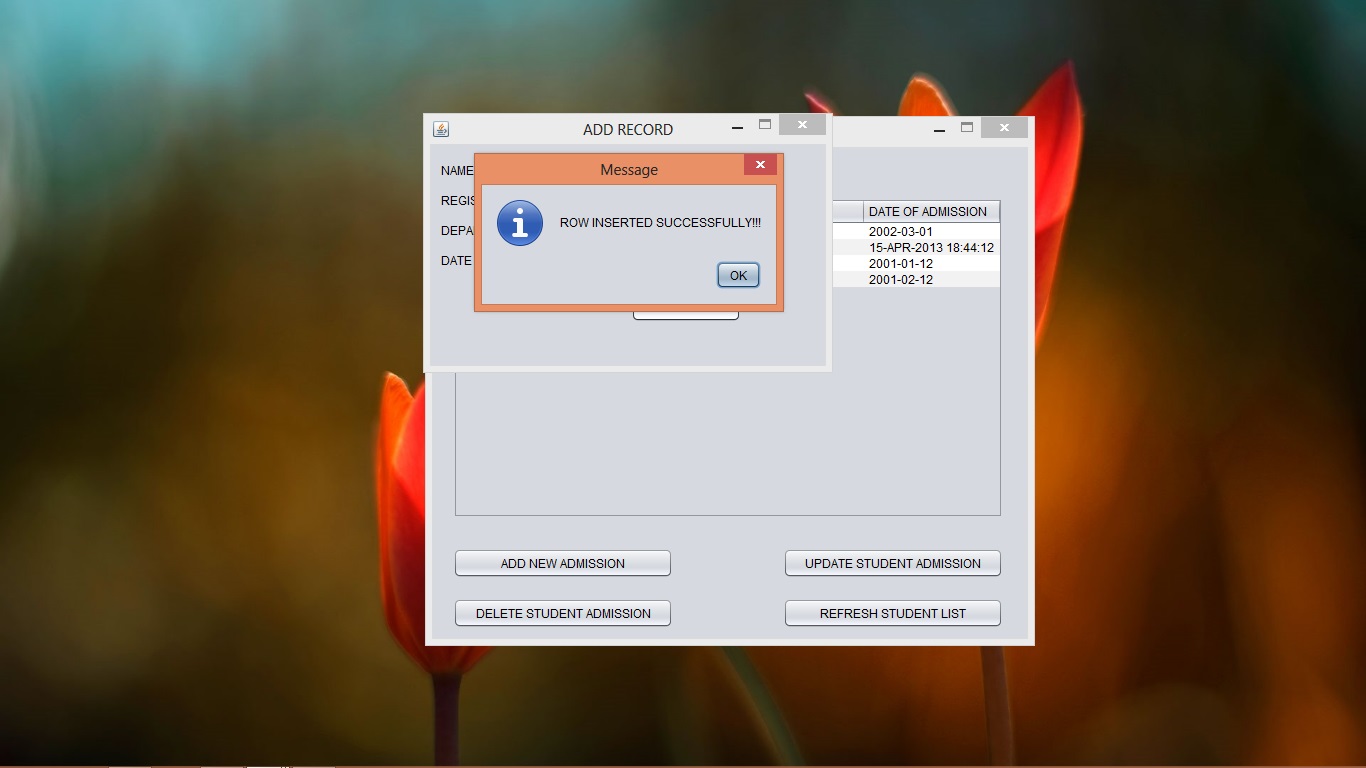 ADD RECORD
Message
NAME
REGIS
DEPA
DATE
ROW INSERTED SUCCESSFULLY!!!
OK
DATE OF ADMISSION
2002-03-01
15-APR-2013 18:44:12
2001-01-12
2001-02-12
ADD NEW ADMISSION
UPDATE STUDENT ADMISSION
DELETE STUDENT ADMISSION
REFRESH STUDENT LIST